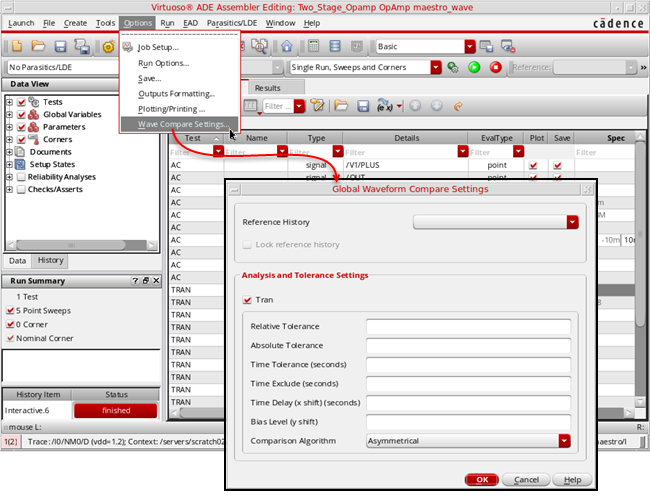 Virtuoso® ADE Assembler Editing: Two_Stage_Opamp OpAmp maestro_wave
Launch File Create Tools Options Run EAD Parasitics/LDE Window Help
cādence
Basic
No Parasitics/LDE
Single Run, Sweeps and Corners
Reference:
Job Setup...
Run Options...
Save...
Outputs Formatting...
Plotting/Printing ...
Wave Compare Settings...
Data View
Tests
Global Variables
Parameters
Corners
Documents
Setup States
Reliability Analyses
Checks/Asserts
Data History
Run Summary
1 Test
5 Point Sweeps
0 Corner
Nominal Corner
History Item Status
Interactive.6 finished
Results
Filter ...
Test Name Type Details EvalType Plot Save Spec
Filter Filter Filter Filter Filter Filter
AC signal /V1/PLUS point
AC signal /OUT point
AC
AC
AC
AC
AC
AC
AC
AC
TRAN
TRAN
TRAN
TRAN
TRAN
TRAN
TRAN
TRAN
TRAN
-10m 10m
Global Waveform Compare Settings
Reference History
Lock reference history
Analysis and Tolerance Settings
Tran
Relative Tolerance
Absolute Tolerance
Time Tolerance (seconds)
Time Exclude (seconds)
Time Delay (x shift) (seconds)
Bias Level (y shift)
Comparison Algorithm Asymmetrical
OK Cancel Help
mouse L: R:
1(2) Trace: /I0/NM0/D (vdd=1.2); Context: /servers/scratch02
maestro/I